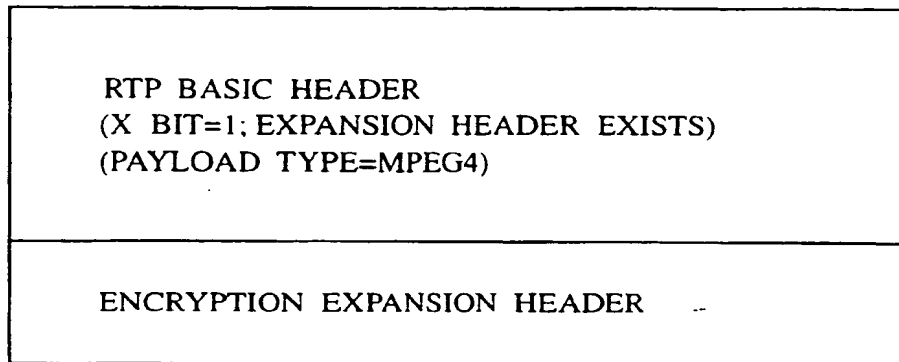 RTP BASIC HEADER
(X BIT=1; EXPANSION HEADER EXISTS)
(PAYLOAD TYPE=MPEG4)
ENCRYPTION EXPANSION HEADER